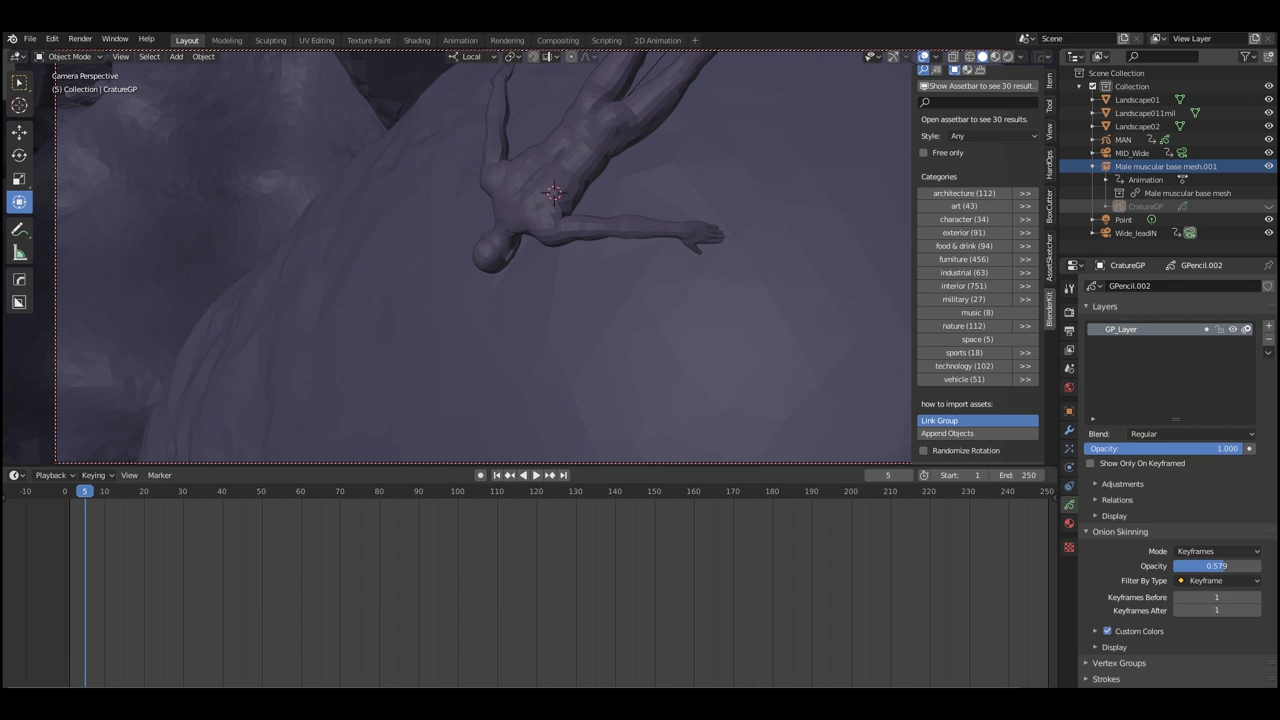 File Edit Render Window Help Layout Modeling Sculpting UV Editing Texture Paint Shading Animation Rendering Compositing Scripting 2D Animation + Scene View Layer
Object Mode View Select Add Object Local
Camera Perspective
(5) Collection | CratureGP
Show Assetbar to see 30 result..
Open assetbar to see 30 results.
Style: Any
Free only
Categories
architecture (112) >>
art (43) >>
character (34) >>
exterior (91) >>
food & drink (94) >>
furniture (456) >>
industrial (63) >>
interior (751) >>
military (27) >>
music (8)
nature (112) >>
space (5)
sports (18) >>
technology (102) >>
vehicle (51) >>
how to import assets:
Link Group
Append Objects
Randomize Rotation
Item
Tool
View
HardOps
BoxCutter
AssetSketcher
BlenderKit
Scene Collection
Collection
Landscape01
Landscape011mil
Landscape02
MAN
MID_Wide
Male muscular base mesh.001
Animation
Male muscular base mesh
CratureGP
Point
Wide_leadIN
CratureGP GPencil.002
GPencil.002
Layers
GP_Layer
Blend: Regular
Opacity: 1.000
Show Only On Keyframed
Adjustments
Relations
Display
Onion Skinning
Mode Keyframes
Opacity 0.579
Filter By Type Keyframe
Keyframes Before 1
Keyframes After 1
Custom Colors
Display
Vertex Groups
Strokes
Playback Keying View Marker 5 Start: 1 End: 250
-10 0 5 10 20 30 40 50 60 70 80 90 100 110 120 130 140 150 160 170 180 190 200 210 220 230 240 250